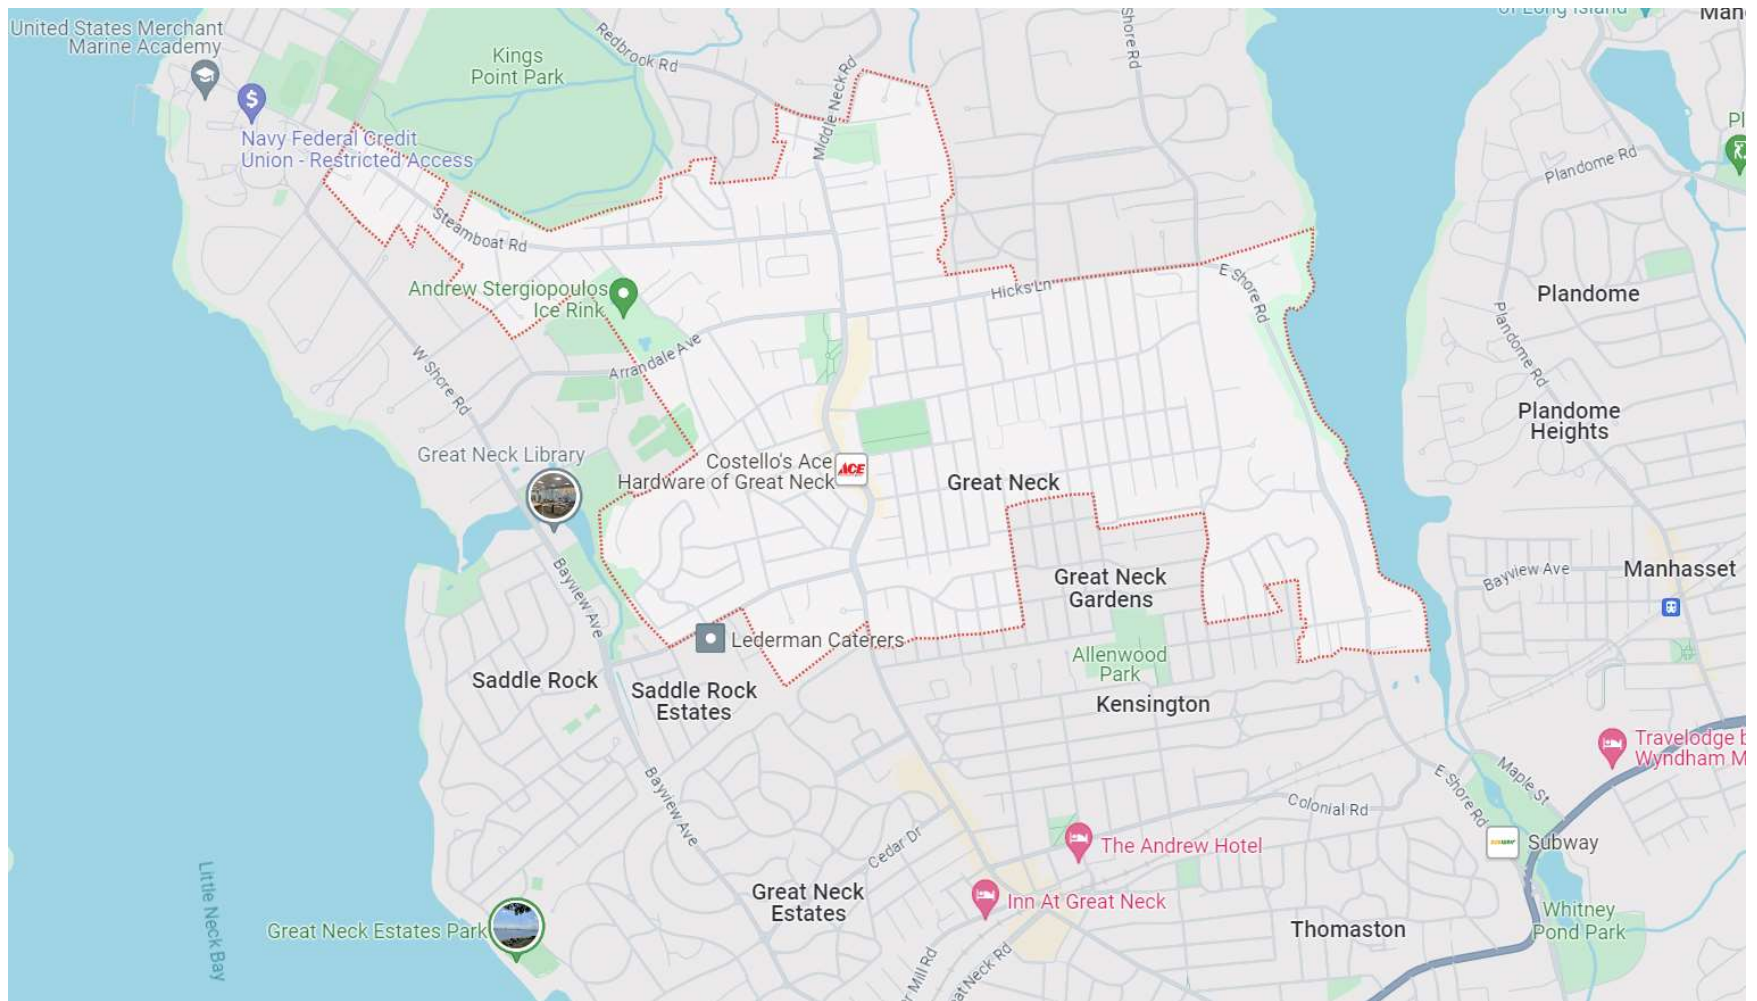 United States Merchant
Marine Academy
Navy Federal Credit
Union - Restricted Access
Kings
Point Park
Redbrook Rd
Middle Neck Rd
Shore Rd
of Long Island
Plandome Rd
Steamboat Rd
Andrew Stergiopoulos
Ice Rink
Hicks Ln
E Shore Rd
Plandome
Plandome Rd
W Shore Rd
Arrandale Ave
Plandome
Heights
Great Neck Library
Costello's Ace
Hardware of Great Neck
ACE
Great Neck
Bayview Ave
Great Neck
Gardens
Bayview Ave
Manhasset
Lederman Caterers
Allenwood
Park
Saddle Rock
Saddle Rock
Estates
Kensington
Travelodge b
Wyndham M
Bayview Ave
Maple St
E Shore Rd
Colonial Rd
Cedar Dr
The Andrew Hotel
SUBWAY
Subway
Little Neck Bay
Great Neck
Estates
Inn At Great Neck
Great Neck Estates Park
Thomaston
Whitney
Pond Park
r Mill Rd
at Neck Rd